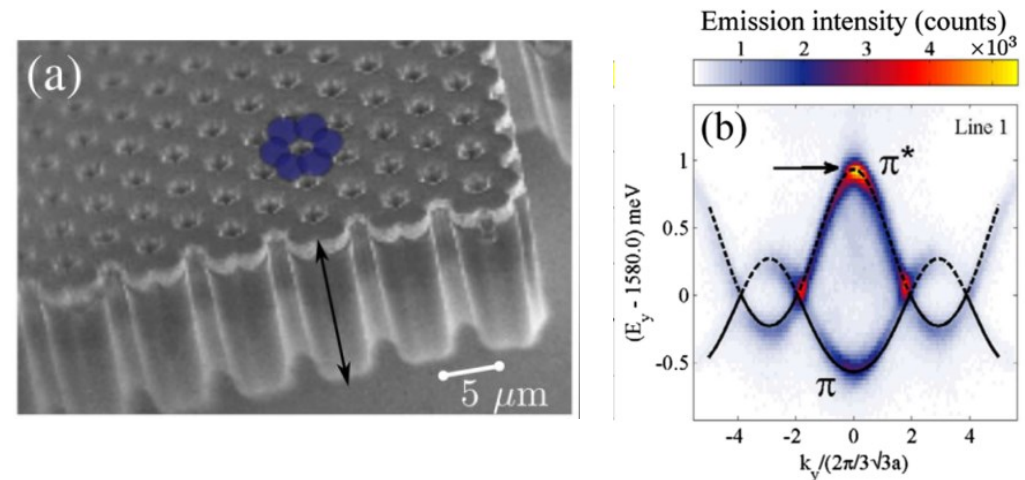 (a)
5 μm
Emission intensity (counts)
1 2 3 4 ×10³
(b)
Line 1
π*
π
(E_y - 1580.0) meV
1
0.5
0
-0.5
-4 -2 0 2 4
k_y/(2π/3√3a)